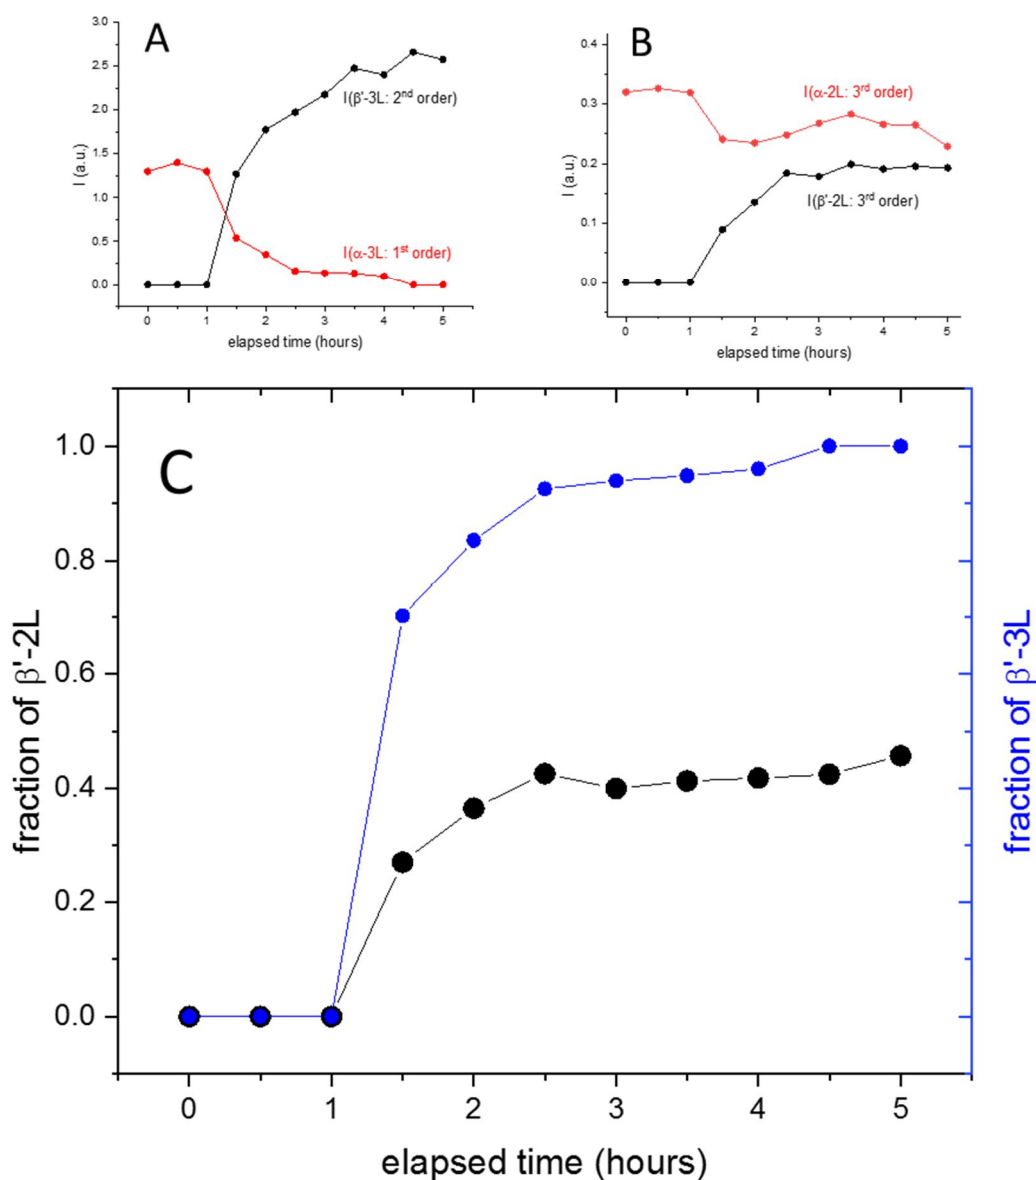 A
3.0
2.5
2.0
1.5
1.0
0.5
0.0
I (a.u.)
I(β'-3L: 2nd order)
I(α-3L: 1st order)
0 1 2 3 4 5
elapsed time (hours)
B
0.4
0.3
0.2
0.1
0.0
I (a.u.)
I(α-2L: 3rd order)
I(β'-2L: 3rd order)
0 1 2 3 4 5
elapsed time (hours)
C
1.0
0.8
0.6
0.4
0.2
0.0
fraction of β'-2L
fraction of β'-3L
0 1 2 3 4 5
elapsed time (hours)